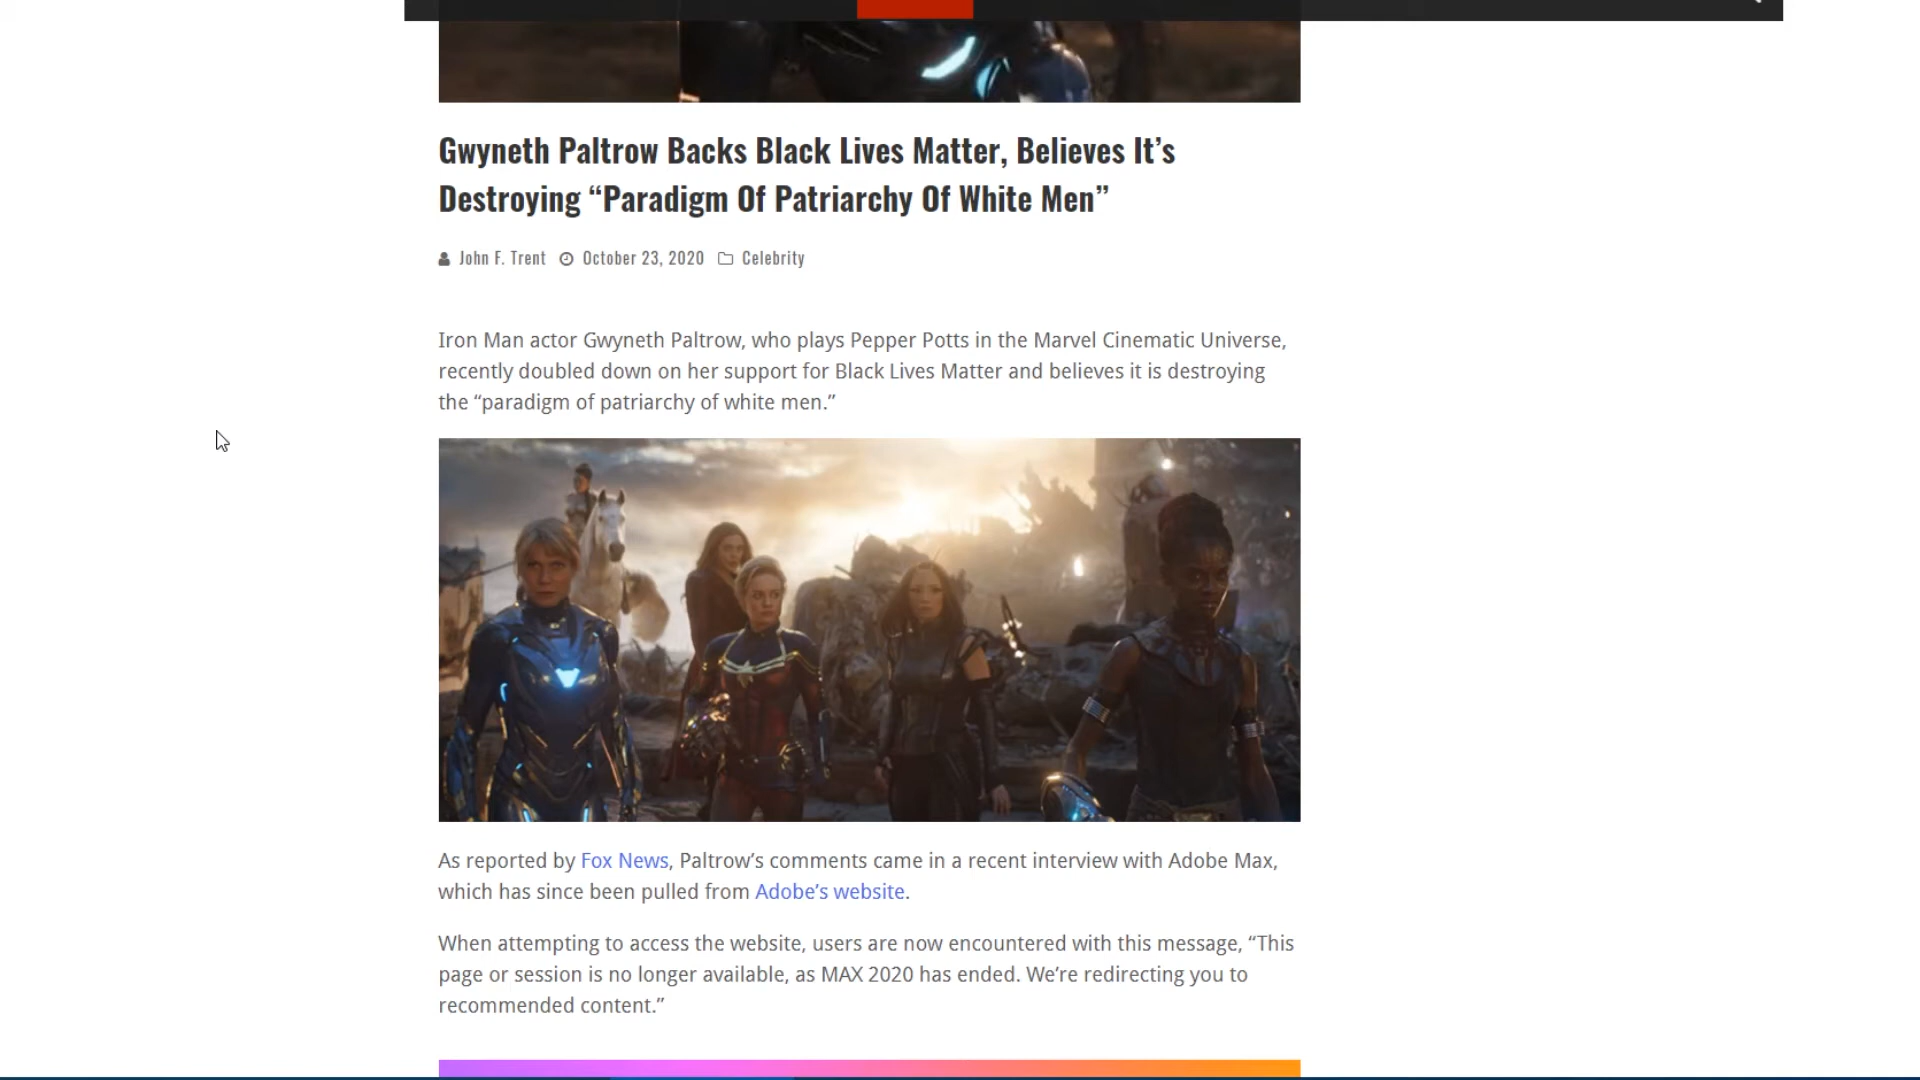 Gwyneth Paltrow Backs Black Lives Matter, Believes It’s
Destroying “Paradigm Of Patriarchy Of White Men”
John F. Trent October 23, 2020 Celebrity
Iron Man actor Gwyneth Paltrow, who plays Pepper Potts in the Marvel Cinematic Universe,
recently doubled down on her support for Black Lives Matter and believes it is destroying
the “paradigm of patriarchy of white men.”
As reported by Fox News, Paltrow’s comments came in a recent interview with Adobe Max,
which has since been pulled from Adobe’s website.
When attempting to access the website, users are now encountered with this message, “This
page or session is no longer available, as MAX 2020 has ended. We’re redirecting you to
recommended content.”